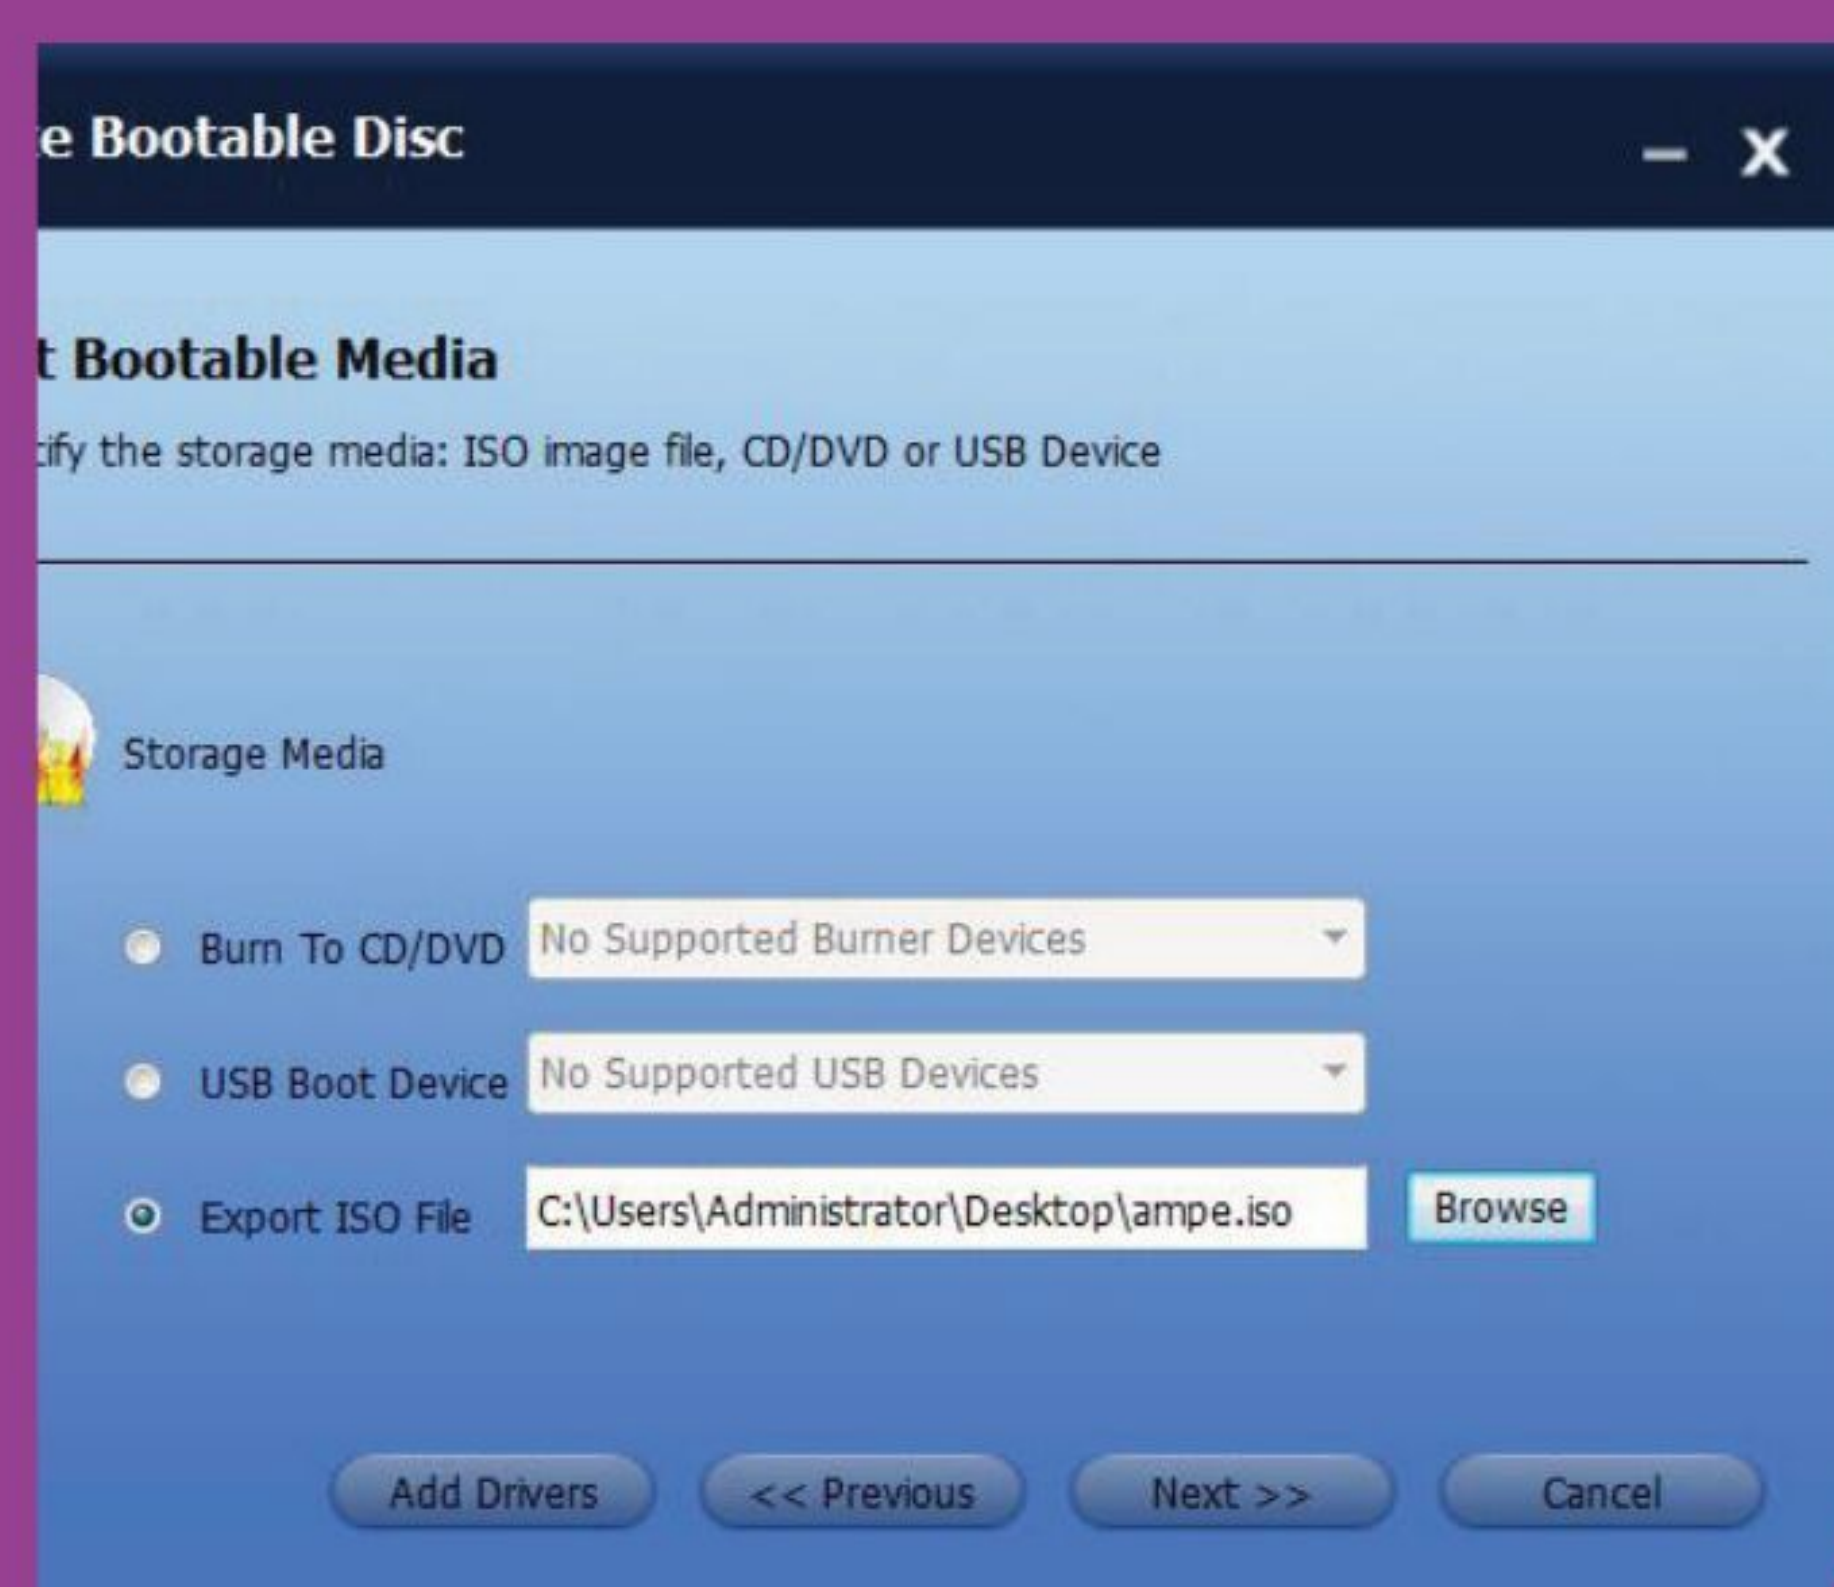 e Bootable Disc
t Bootable Media
ify the storage media: ISO image file, CD/DVD or USB Device
Storage Media
Burn To CD/DVD No Supported Burner Devices
USB Boot Device No Supported USB Devices
Export ISO File C:\Users\Administrator\Desktop\ampe.iso Browse
Add Drivers << Previous Next >> Cancel